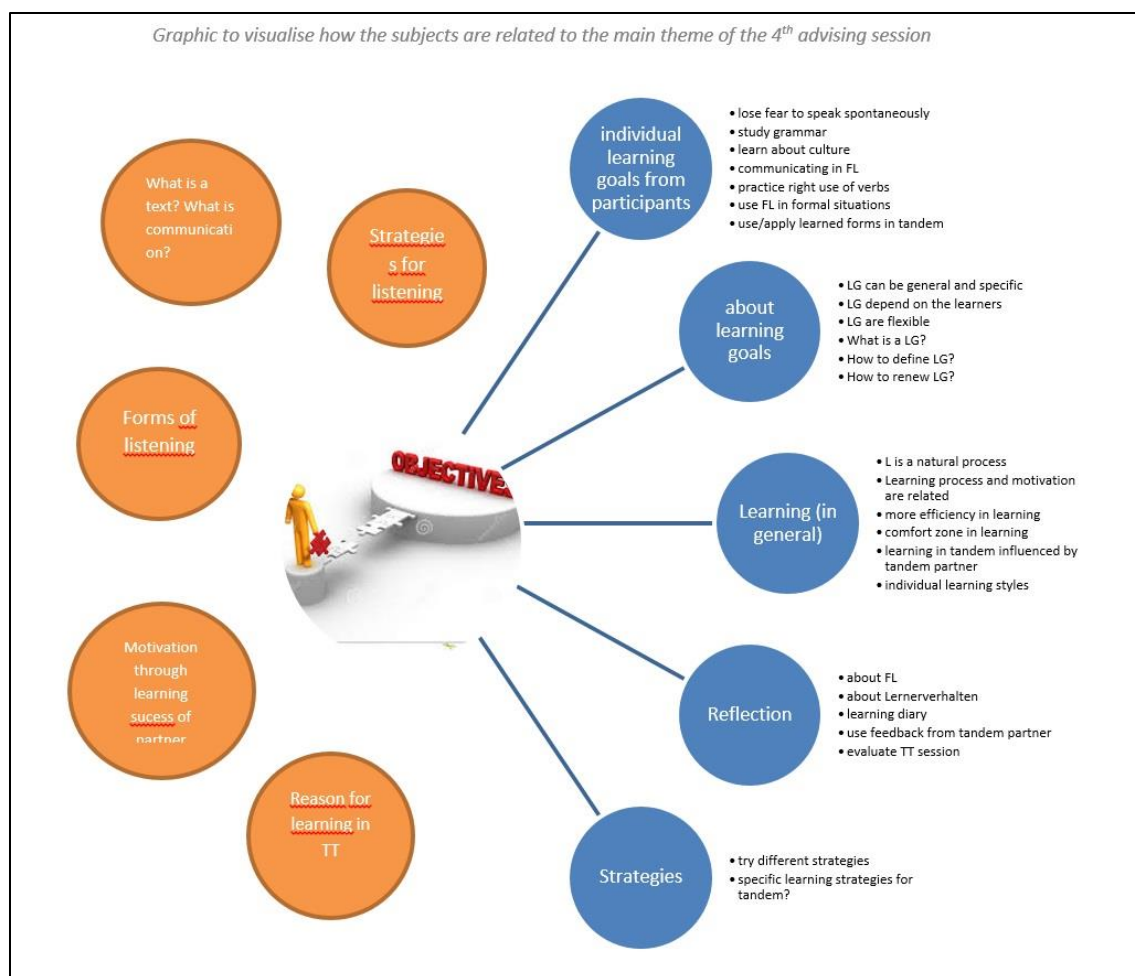 Graphic to visualise how the subjects are related to the main theme of the 4th advising session
What is a
text? What is
communicati
on?
Strategie
s for
listening
Forms of
listening
Motivation
through
learning
sucess of
partner
Reason for
learning in
TT
OBJECTIVES
individual
learning
goals from
participants
• lose fear to speak spontaneously
• study grammar
• learn about culture
• communicating in FL
• practice right use of verbs
• use FL in formal situations
• use/apply learned forms in tandem
about
learning
goals
• LG can be general and specific
• LG depend on the learners
• LG are flexible
• What is a LG?
• How to define LG?
• How to renew LG?
Learning (in
general)
• L is a natural process
• Learning process and motivation
are related
• more efficiency in learning
• comfort zone in learning
• learning in tandem influenced by
tandem partner
• individual learning styles
Reflection
• about FL
• about Lernerverhalten
• learning diary
• use feedback from tandem partner
• evaluate TT session
Strategies
• try different strategies
• specific learning strategies for
tandem?